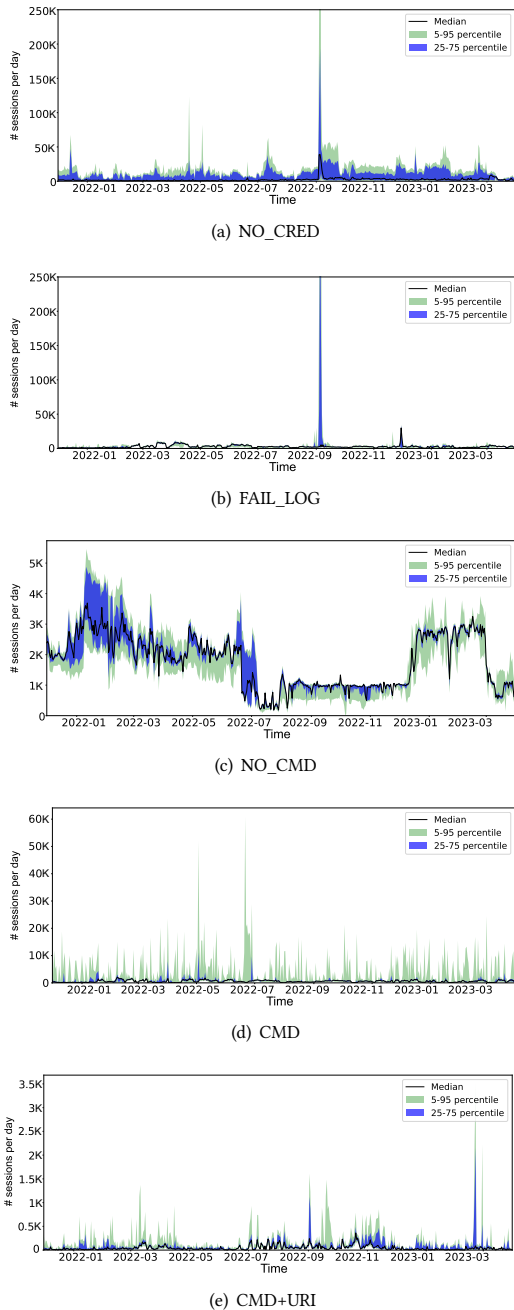 250K
200K
150K
100K
50K
0
# sessions per day
Median
5-95 percentile
25-75 percentile
2022-01 2022-03 2022-05 2022-07 2022-09 2022-11 2023-01 2023-03
Time
(a) NO_CRED
250K
200K
150K
100K
50K
0
# sessions per day
Median
5-95 percentile
25-75 percentile
2022-01 2022-03 2022-05 2022-07 2022-09 2022-11 2023-01 2023-03
Time
(b) FAIL_LOG
5K
4K
3K
2K
1K
0
# sessions per day
Median
5-95 percentile
25-75 percentile
2022-01 2022-03 2022-05 2022-07 2022-09 2022-11 2023-01 2023-03
Time
(c) NO_CMD
60K
50K
40K
30K
20K
10K
0
# sessions per day
Median
5-95 percentile
25-75 percentile
2022-01 2022-03 2022-05 2022-07 2022-09 2022-11 2023-01 2023-03
Time
(d) CMD
3.5K
3K
2.5K
2K
1.5K
1K
0.5K
0
# sessions per day
Median
5-95 percentile
25-75 percentile
2022-01 2022-03 2022-05 2022-07 2022-09 2022-11 2023-01 2023-03
Time
(e) CMD+URI